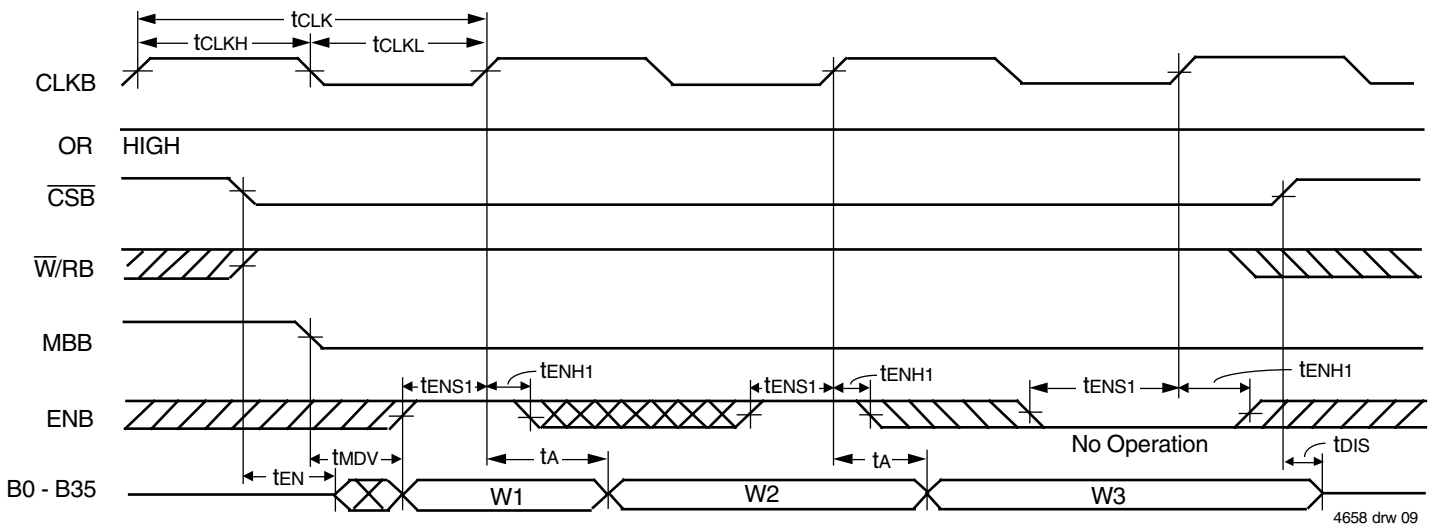 tCLK
tCLKH
tCLKL
CLKB
OR HIGH
CSB
W/RB
MBB
tENS1 tENH1 tENS1 tENH1 tENS1 tENH1
ENB
No Operation
tEN tMDV tA tA tDIS
B0 - B35 W1 W2 W3
4658 drw 09